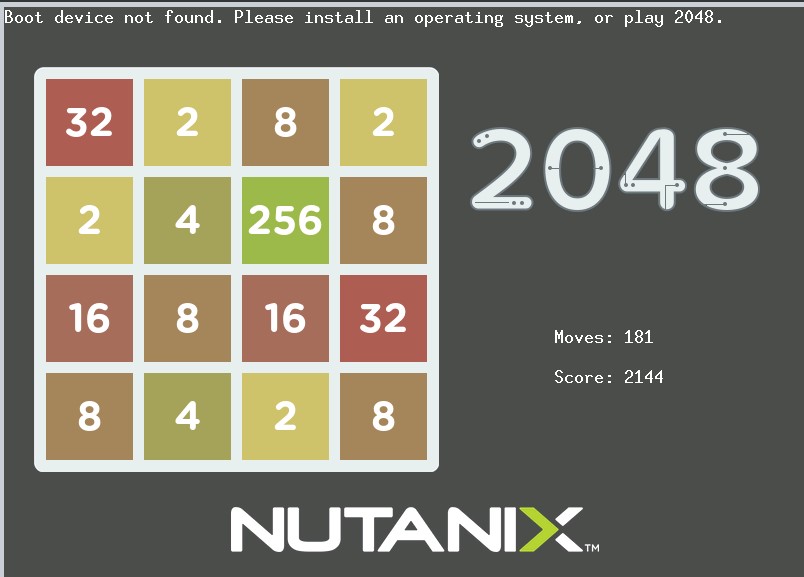 Boot device not found. Please install an operating system, or play 2048.
32 2 8 2
2 4 256 8
16 8 16 32
8 4 2 8
2048
Moves: 181
Score: 2144
NUTANIX™